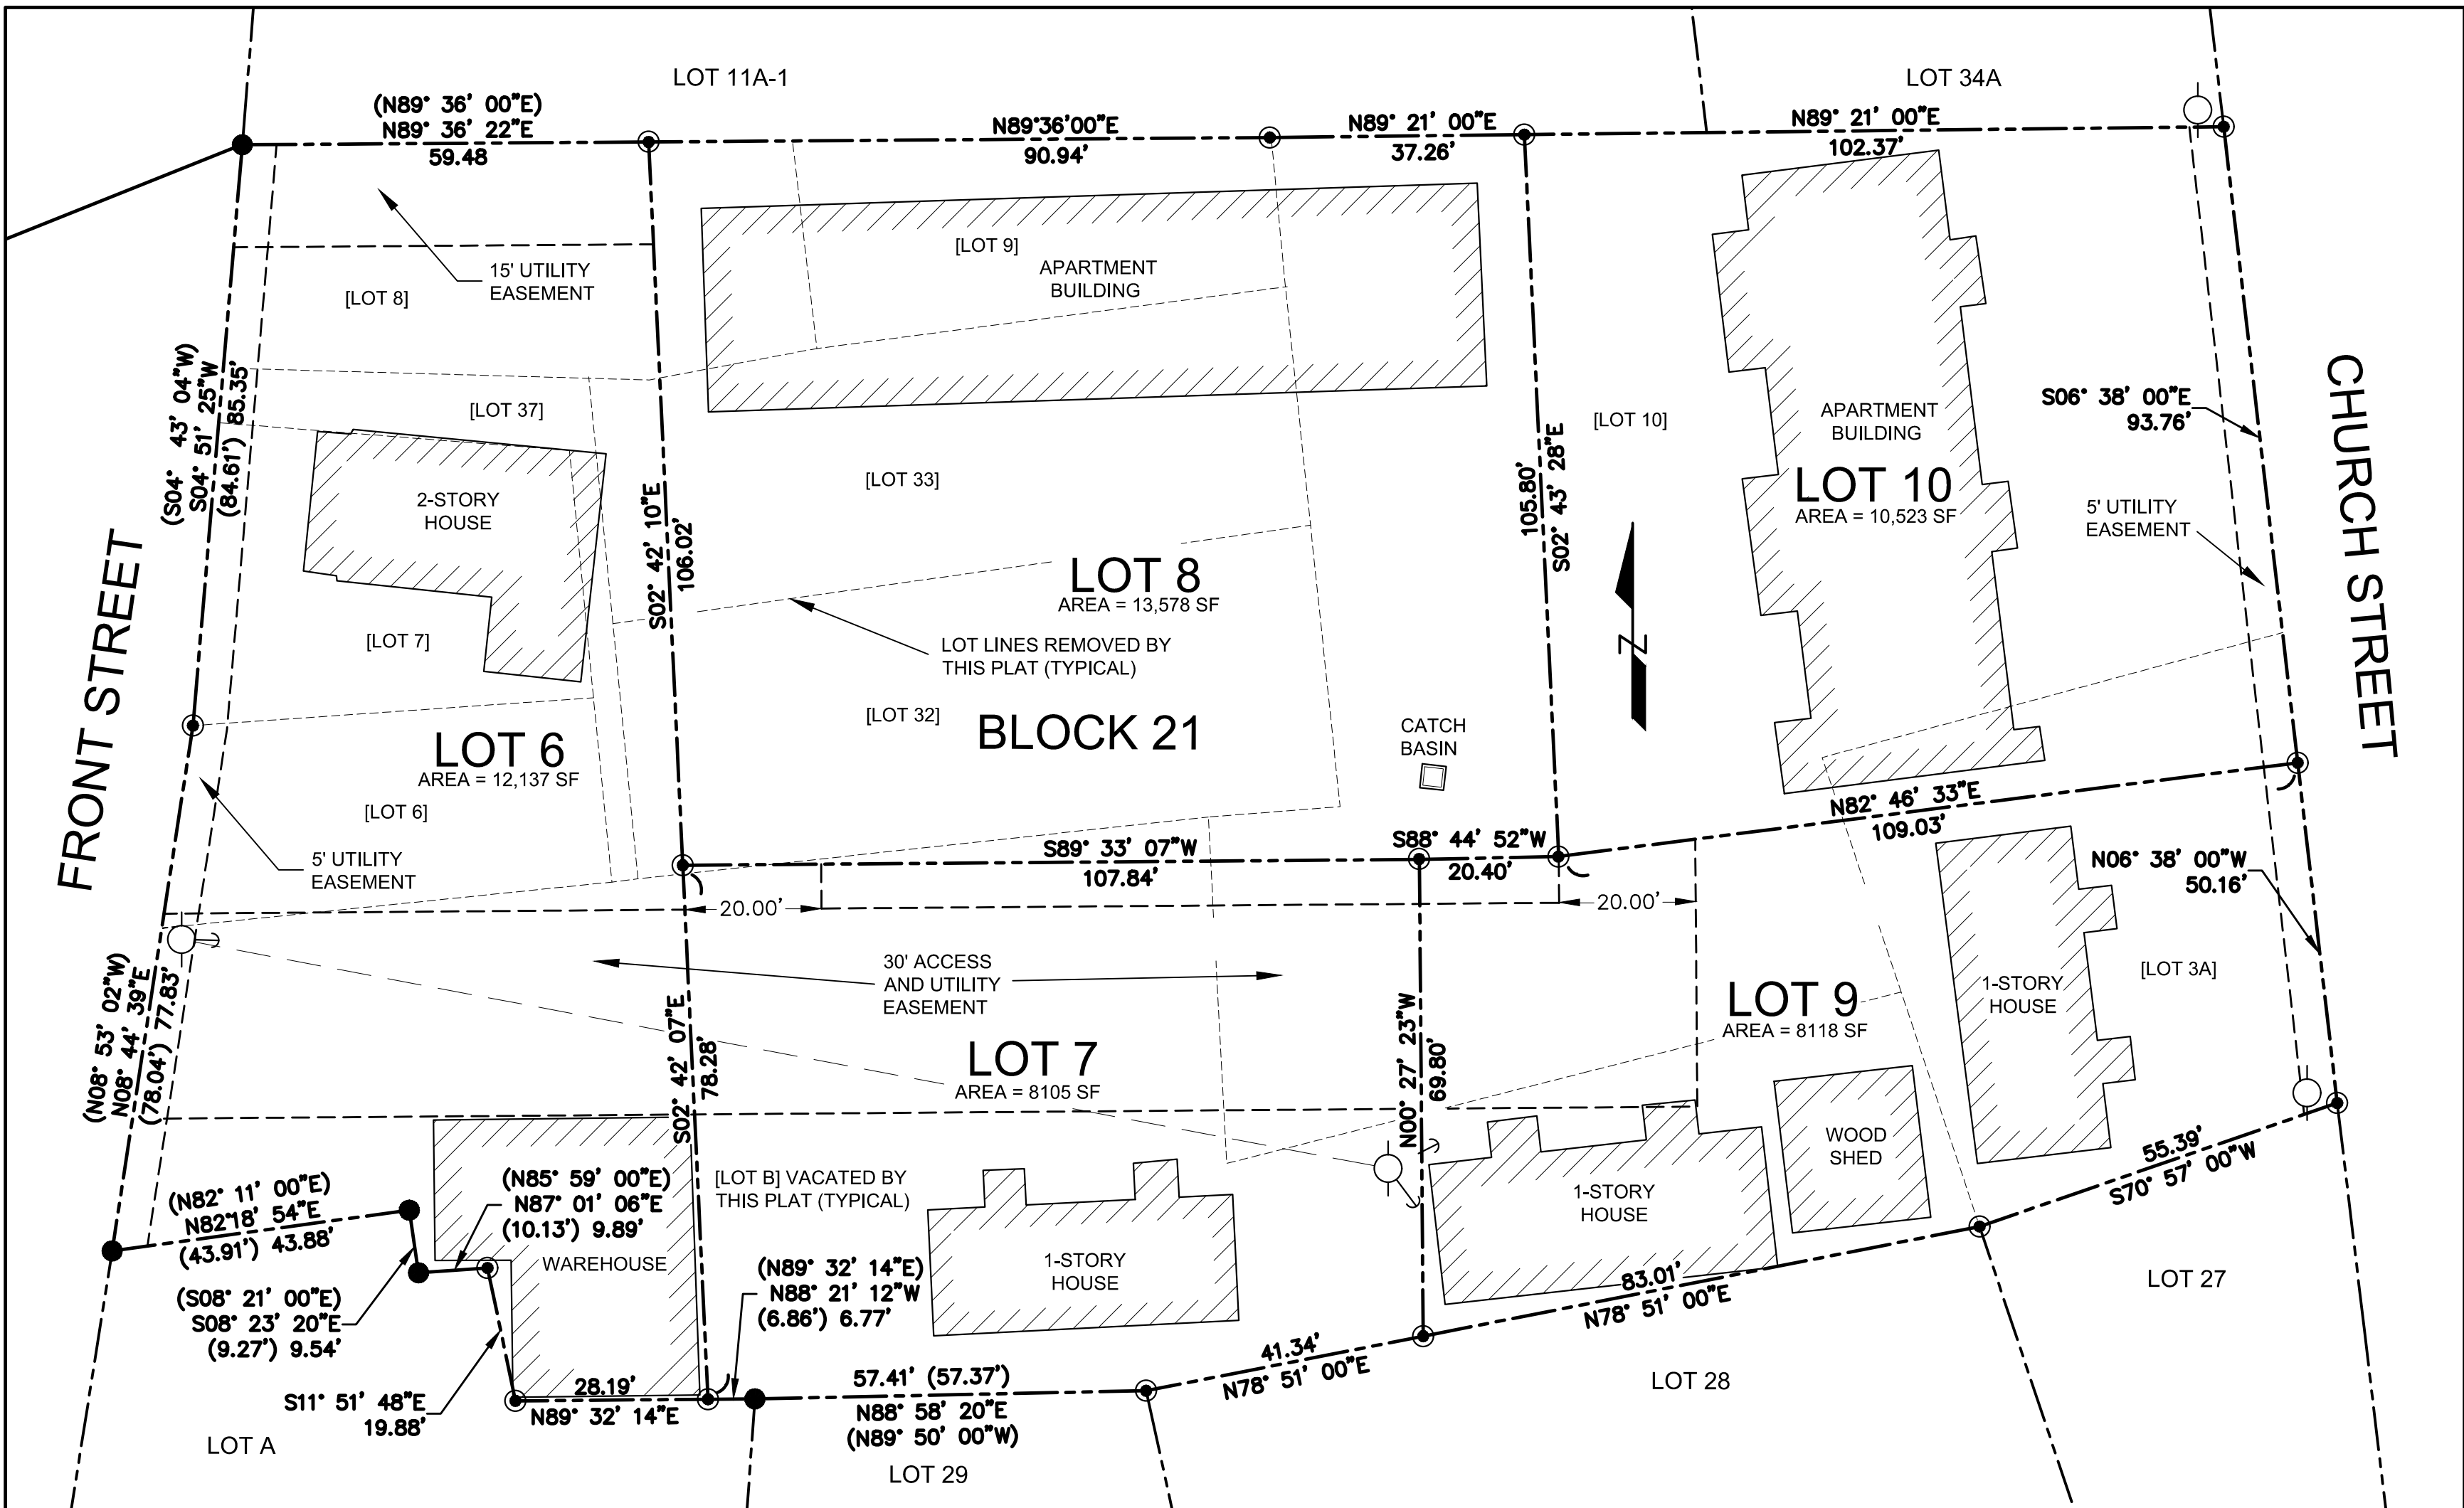 LOT 11A-1
LOT 34A
(N89° 36' 00"E)
N89° 36' 22"E
59.48
N89°36'00"E
90.94'
N89° 21' 00"E
37.26'
N89° 21' 00"E
102.37'
15' UTILITY
EASEMENT
[LOT 8]
[LOT 9]
APARTMENT
BUILDING
(S04° 43' 04"W)
S04° 51' 25"W
(84.61') 85.35'
[LOT 37]
2-STORY
HOUSE
[LOT 7]
S02° 42' 10"E
106.02'
[LOT 33]
LOT 8
AREA = 13,578 SF
LOT LINES REMOVED BY
THIS PLAT (TYPICAL)
[LOT 32]
BLOCK 21
105.80'
S02° 43' 28"E
[LOT 10]
N
APARTMENT
BUILDING
LOT 10
AREA = 10,523 SF
S06° 38' 00"E
93.76'
5' UTILITY
EASEMENT
CHURCH STREET
FRONT STREET
LOT 6
AREA = 12,137 SF
[LOT 6]
5' UTILITY
EASEMENT
CATCH
BASIN
S89° 33' 07"W
107.84'
S88° 44' 52"W
20.40'
N82° 46' 33"E
109.03'
N06° 38' 00"W
50.16'
20.00'
20.00'
(N08° 53' 02"W)
N08° 44' 39"E
(78.04') 77.83'
30' ACCESS
AND UTILITY
EASEMENT
S02° 42' 07"E
78.28'
LOT 7
AREA = 8105 SF
N00° 27' 23"W
69.80'
LOT 9
AREA = 8118 SF
1-STORY
HOUSE
[LOT 3A]
WOOD
SHED
(N82° 11' 00"E)
N82°18' 54"E
(43.91') 43.88'
(N85° 59' 00"E)
N87° 01' 06"E
(10.13') 9.89'
[LOT B] VACATED BY
THIS PLAT (TYPICAL)
1-STORY
HOUSE
1-STORY
HOUSE
55.39'
S70° 57' 00"W
WAREHOUSE
(S08° 21' 00"E)
S08° 23' 20"E
(9.27') 9.54'
(N89° 32' 14"E)
N88° 21' 12"W
(6.86') 6.77'
83.01'
N78° 51' 00"E
LOT 27
S11° 51' 48"E
19.88'
28.19'
N89° 32' 14"E
57.41' (57.37')
N88° 58' 20"E
(N89° 50' 00"W)
41.34'
N78° 51' 00"E
LOT 28
LOT A
LOT 29